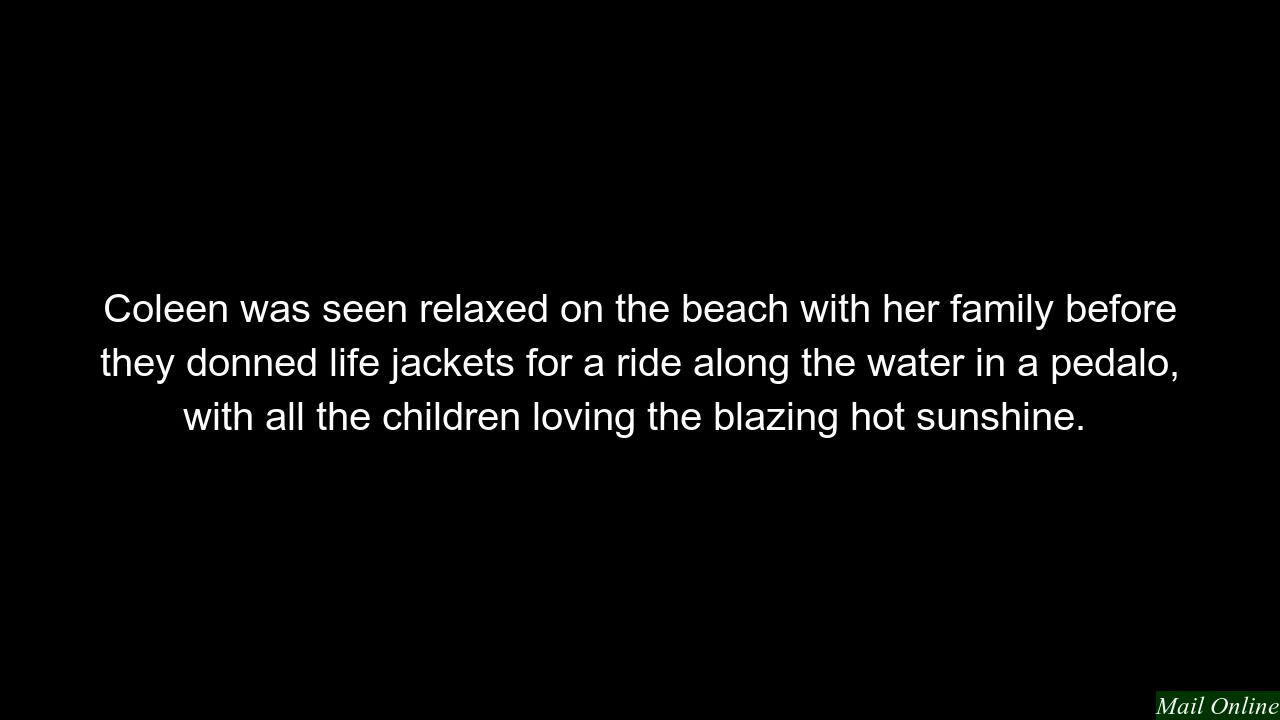 Coleen was seen relaxed on the beach with her family before
they donned life jackets for a ride along the water in a pedalo,
with all the children loving the blazing hot sunshine.
Mail Online